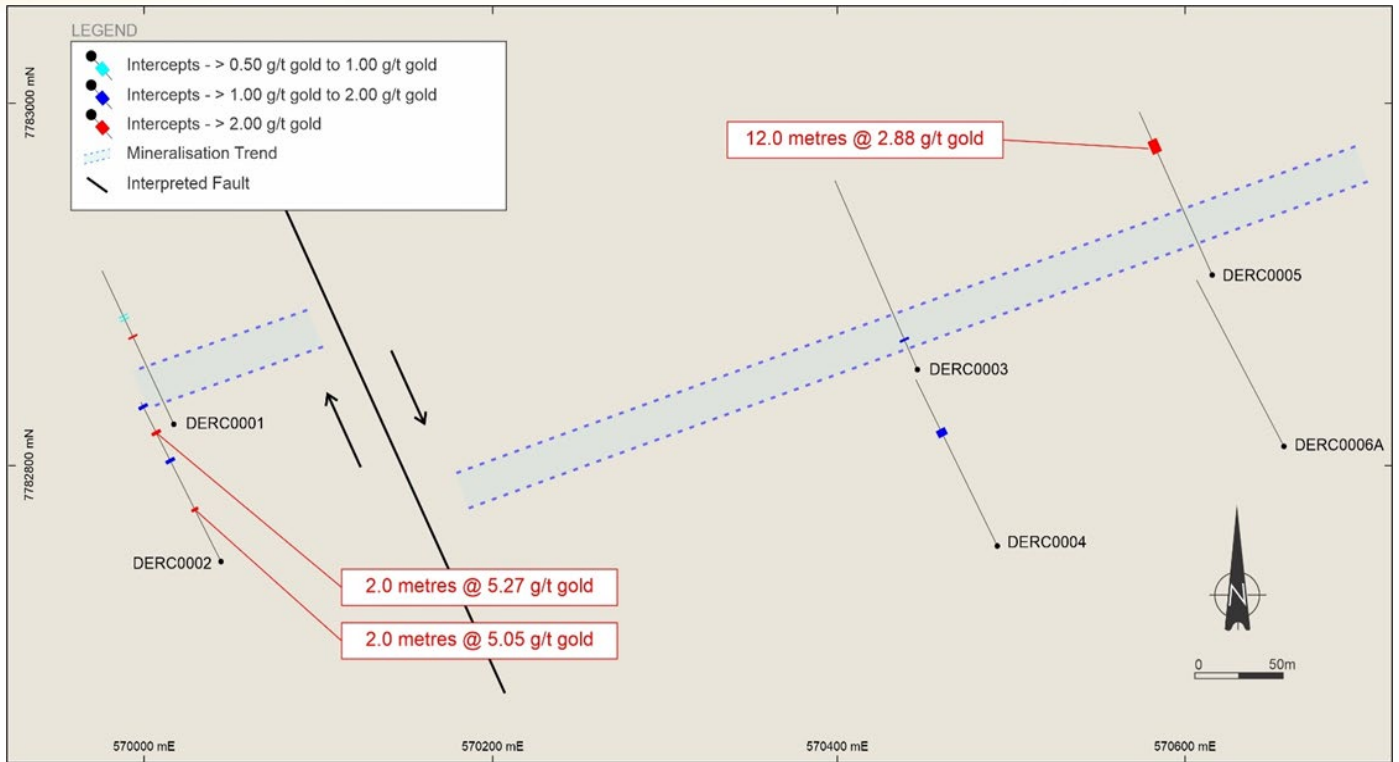 LEGEND
Intercepts - > 0.50 g/t gold to 1.00 g/t gold
Intercepts - > 1.00 g/t gold to 2.00 g/t gold
Intercepts - > 2.00 g/t gold
Mineralisation Trend
Interpreted Fault
7783000 mN
12.0 metres @ 2.88 g/t gold
DERC0005
DERC0003
DERC0001
DERC0006A
7782800 mN
DERC0004
DERC0002
2.0 metres @ 5.27 g/t gold
2.0 metres @ 5.05 g/t gold
N
0 50m
570000 mE
570200 mE
570400 mE
570600 mE